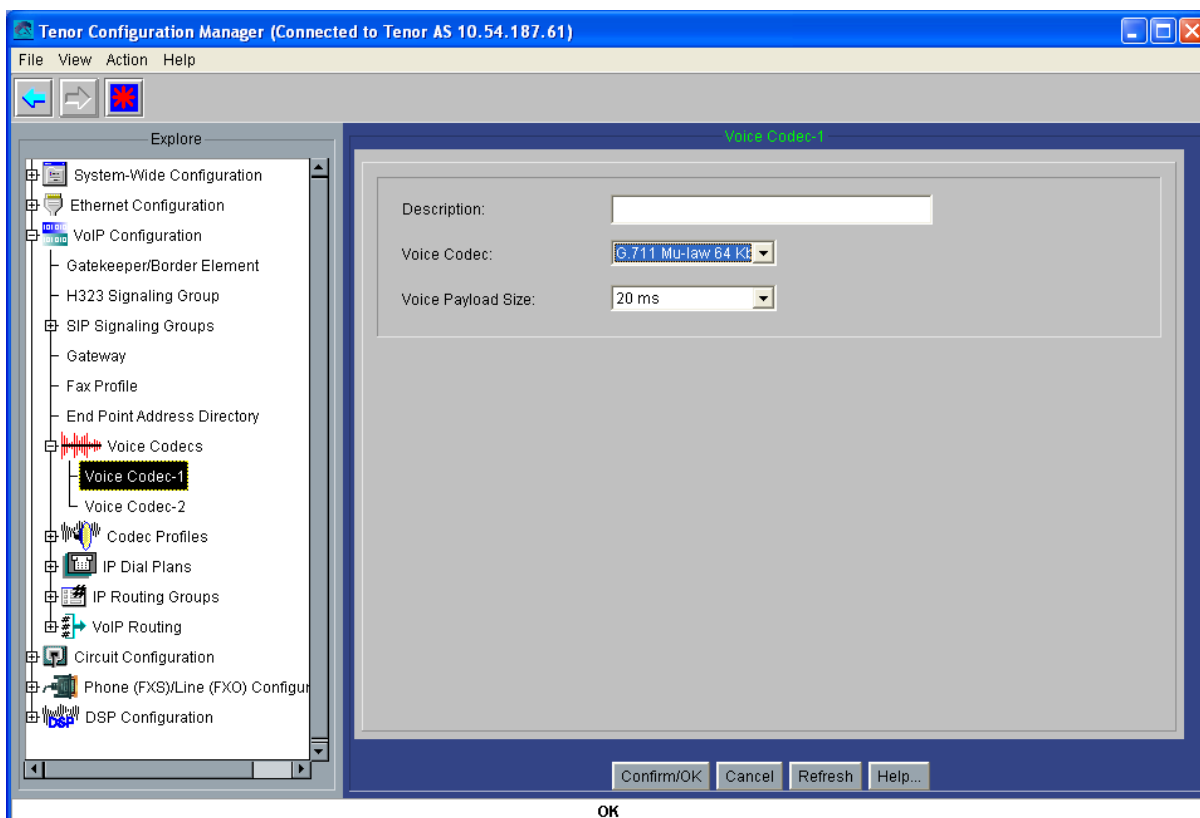 Tenor Configuration Manager (Connected to Tenor AS 10.54.187.61)
File View Action Help
Explore
System-Wide Configuration
Ethernet Configuration
VoIP Configuration
Gatekeeper/Border Element
H323 Signaling Group
SIP Signaling Groups
Gateway
Fax Profile
End Point Address Directory
Voice Codecs
Voice Codec-1
Voice Codec-2
Codec Profiles
IP Dial Plans
IP Routing Groups
VoIP Routing
Circuit Configuration
Phone (FXS)/Line (FXO) Configur
DSP
DSP Configuration
Voice Codec-1
Description:
Voice Codec: G.711 Mu-law 64 Kb
Voice Payload Size: 20 ms
Confirm/OK Cancel Refresh Help...
OK